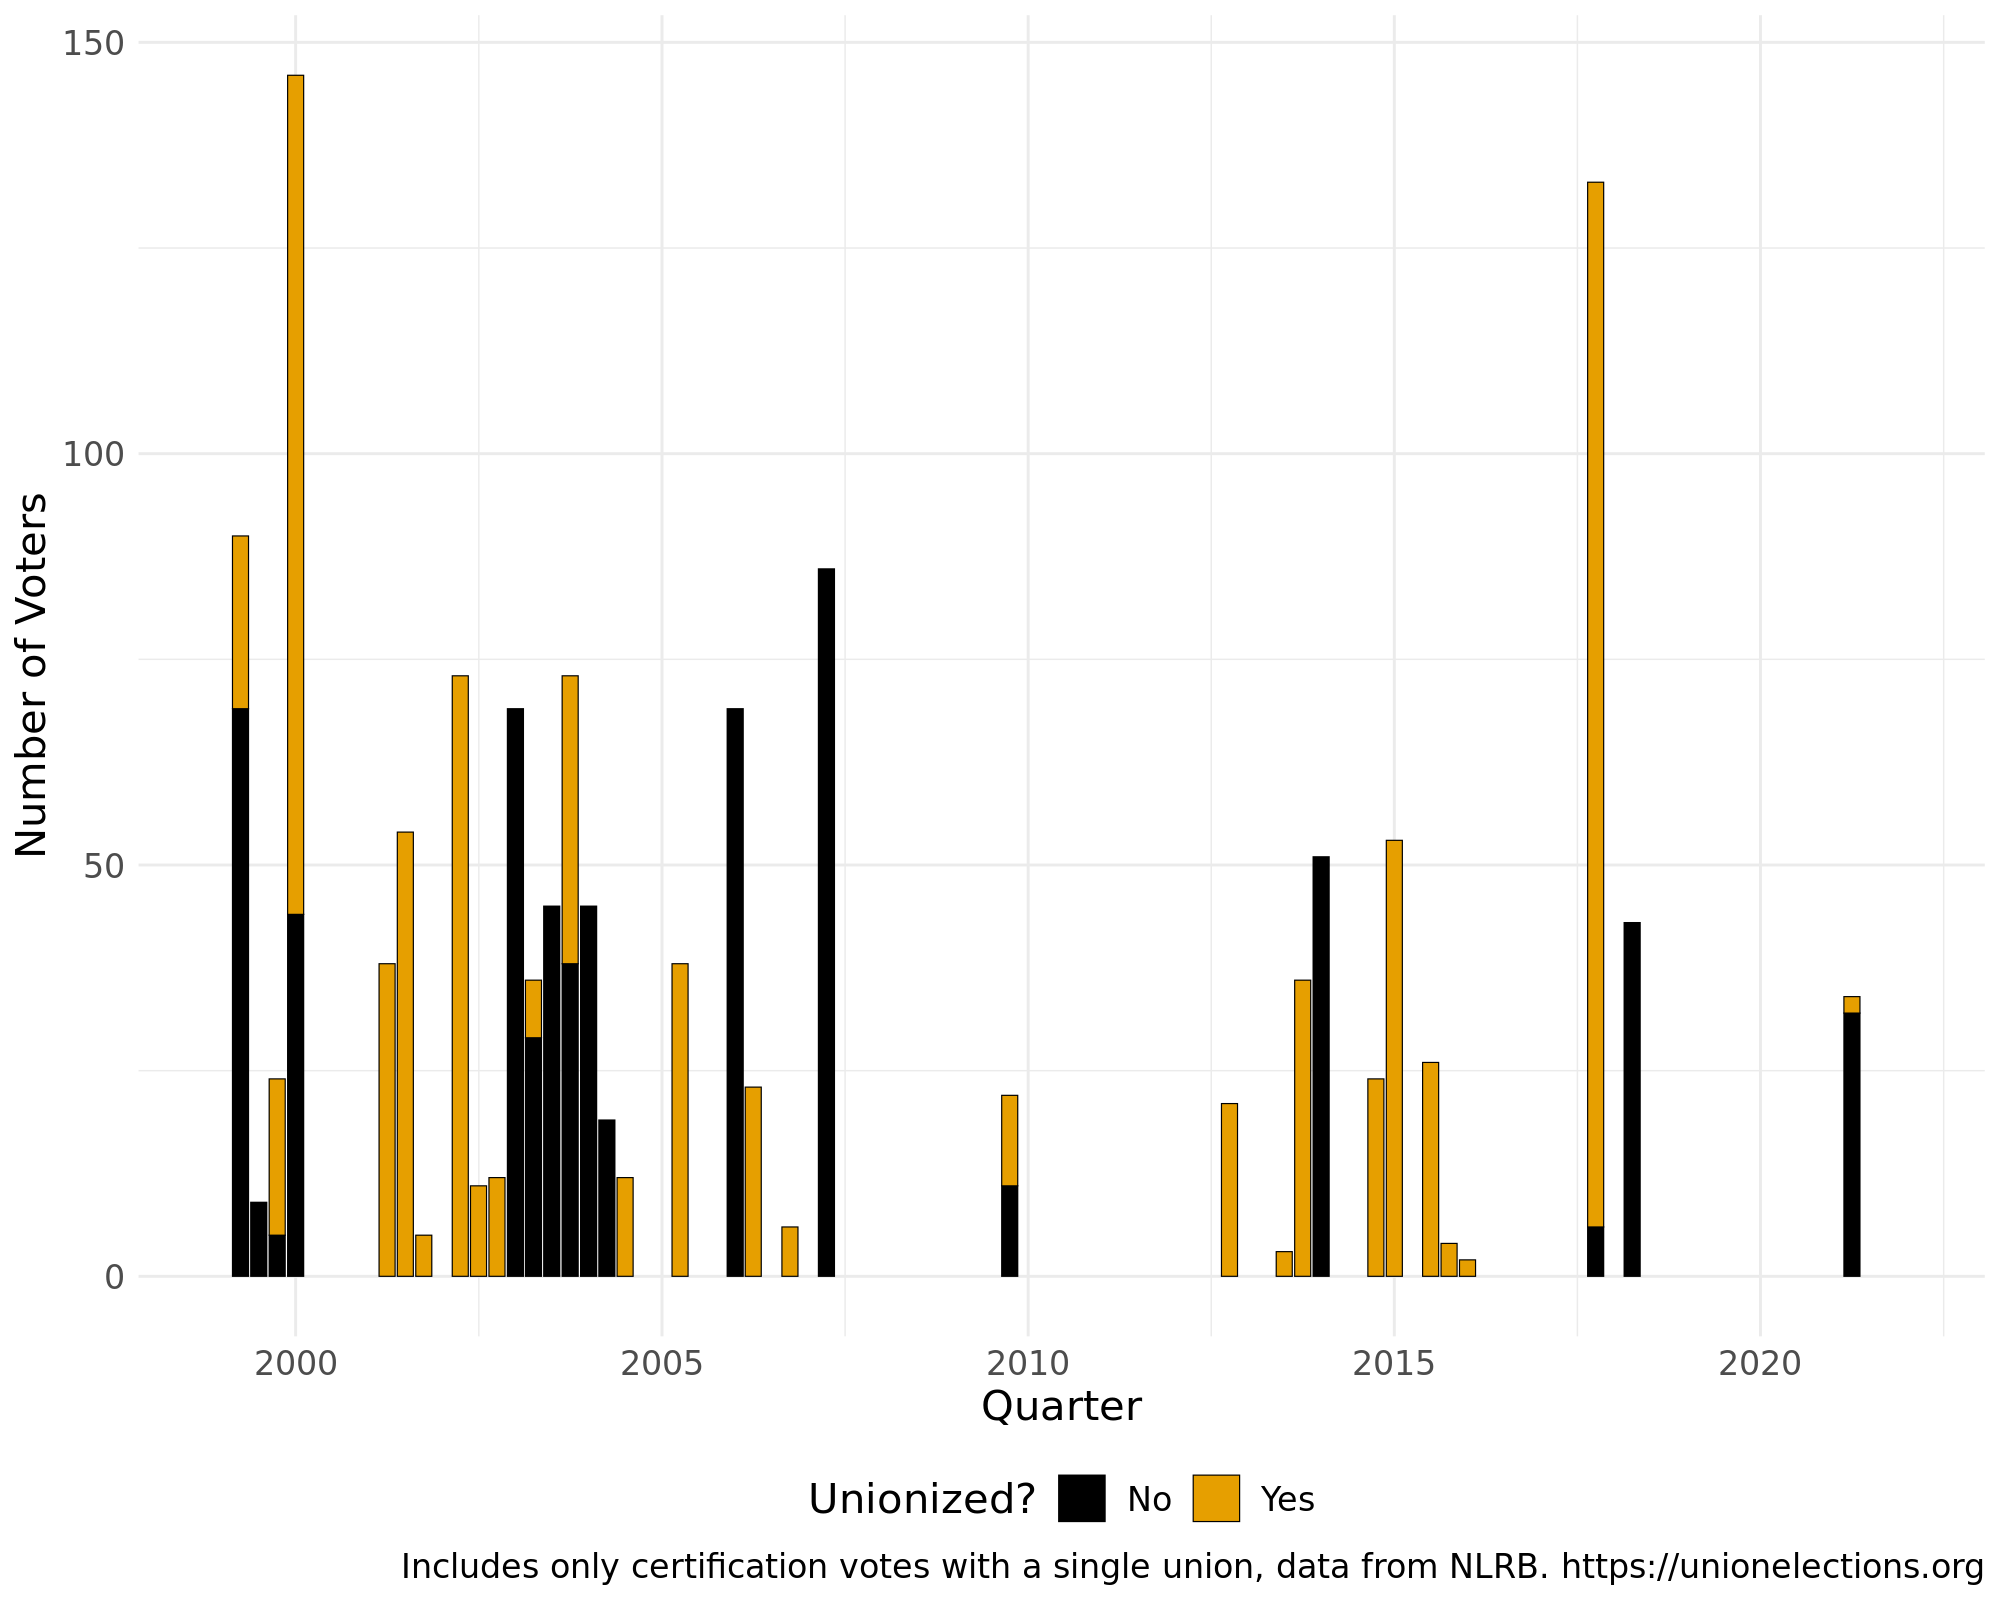 150
100
50
0
Number of Voters
2000 2005 2010 2015 2020
Quarter
Unionized? No Yes
Includes only certification votes with a single union, data from NLRB. https://unionelections.org